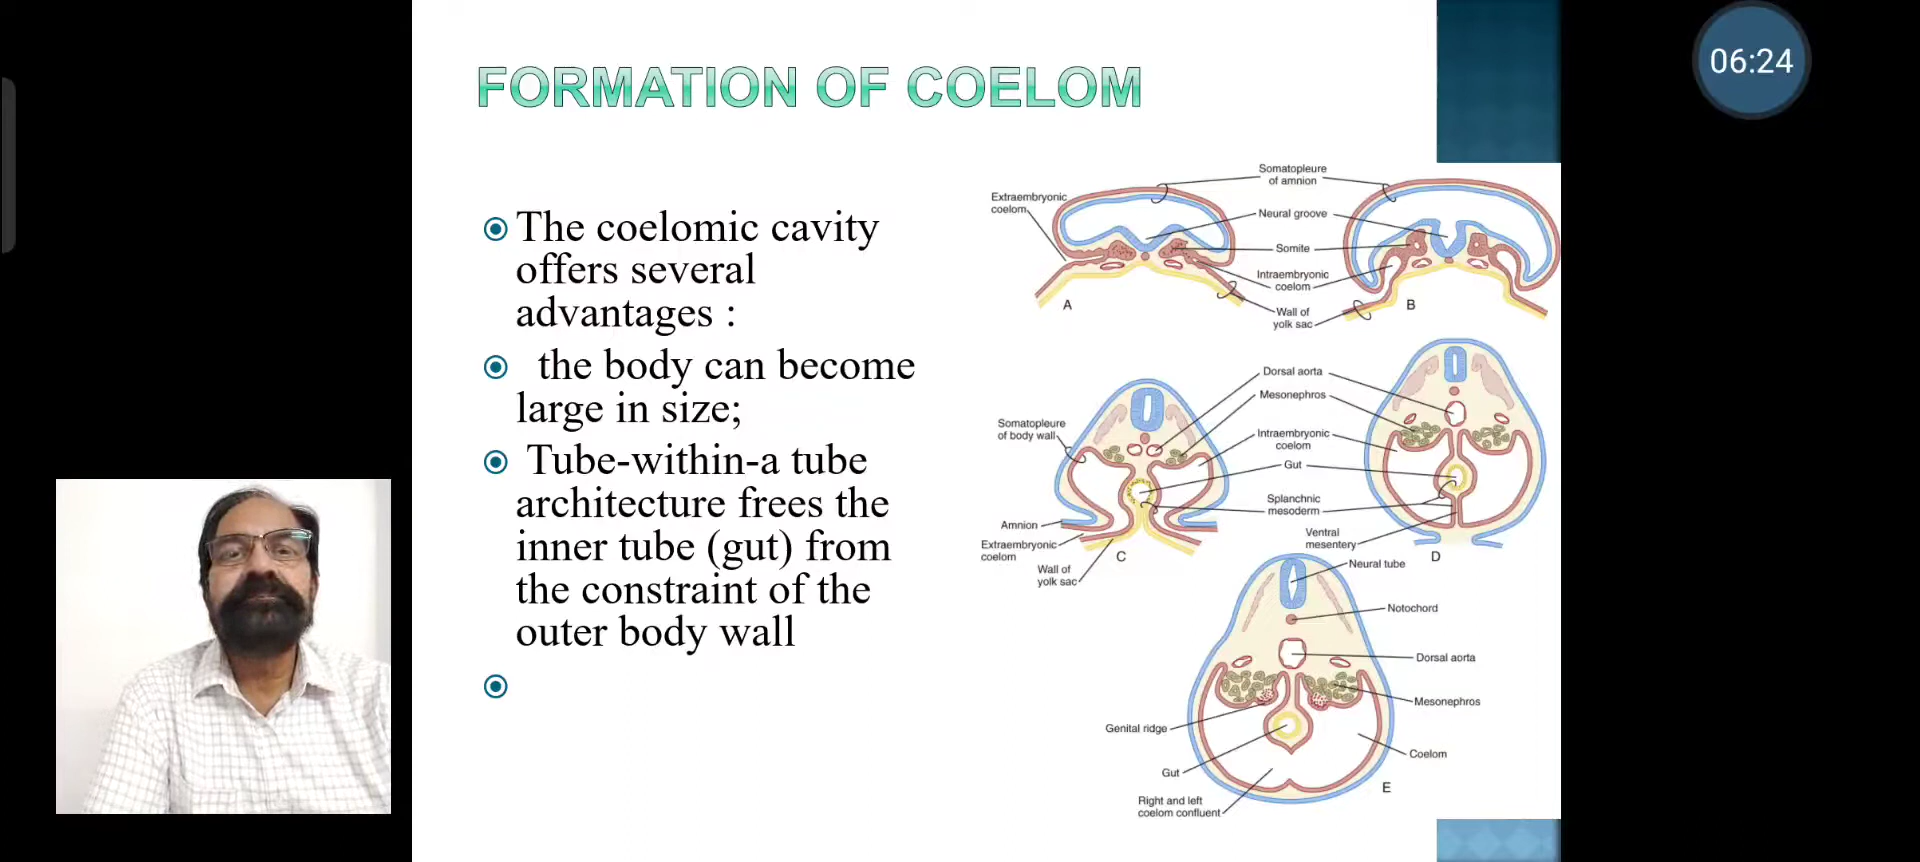 FORMATION OF COELOM
06:24
The coelomic cavity
offers several
advantages :
the body can become
large in size;
Tube-within-a tube
architecture frees the
inner tube (gut) from
the constraint of the
outer body wall
Somatopleure
of amnion
Extraembryonic
coelom
Neural groove
Somite
Intraembryonic
coelom
Wall of
yolk sac
A
B
Dorsal aorta
Mesonephros
Somatopleure
of body wall
Intraembryonic
coelom
Gut
Splanchnic
mesoderm
Amnion
Extraembryonic
coelom
Wall of
yolk sac
C
Ventral
mesentery
D
Neural tube
Notochord
Dorsal aorta
Mesonephros
Genital ridge
Coelom
Gut
E
Right and left
coelom confluent